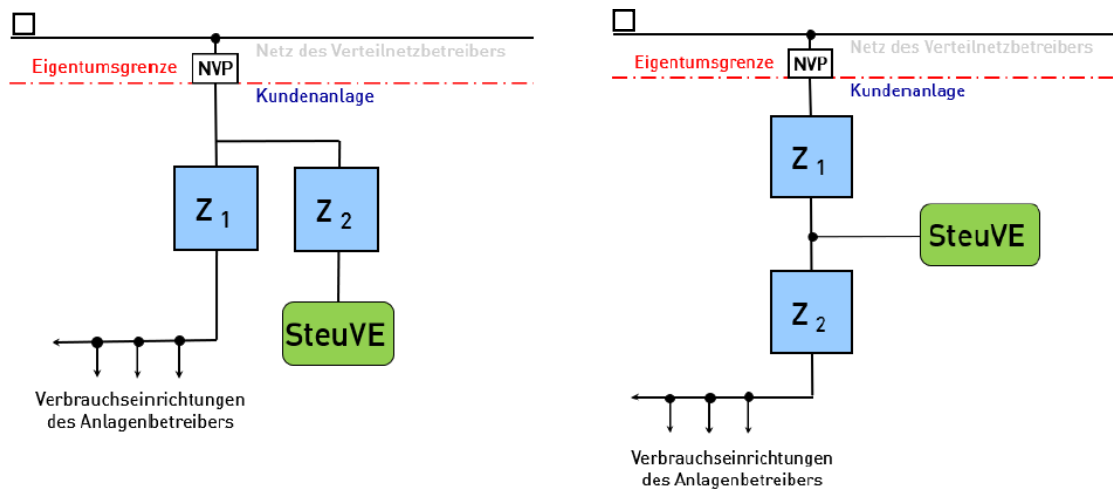 Netz des Verteilnetzbetreibers
Eigentumsgrenze
NVP
Kundenanlage
Z 1
Z 2
SteuVE
Verbrauchseinrichtungen
des Anlagenbetreibers
Netz des Verteilnetzbetreibers
Eigentumsgrenze
NVP
Kundenanlage
Z 1
SteuVE
Z 2
Verbrauchseinrichtungen
des Anlagenbetreibers